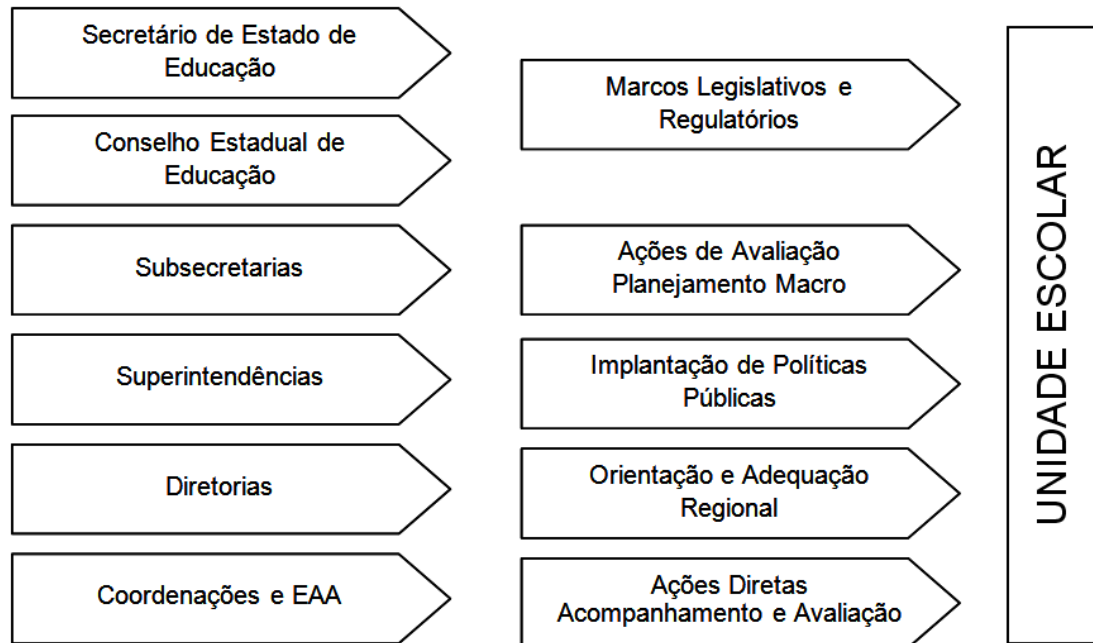 Secretário de Estado de
Educação
Conselho Estadual de
Educação
Subsecretarias
Superintendências
Diretorias
Coordenações e EAA
Marcos Legislativos e
Regulatórios
Ações de Avaliação
Planejamento Macro
Implantação de Políticas
Públicas
Orientação e Adequação
Regional
Ações Diretas
Acompanhamento e Avaliação
UNIDADE ESCOLAR